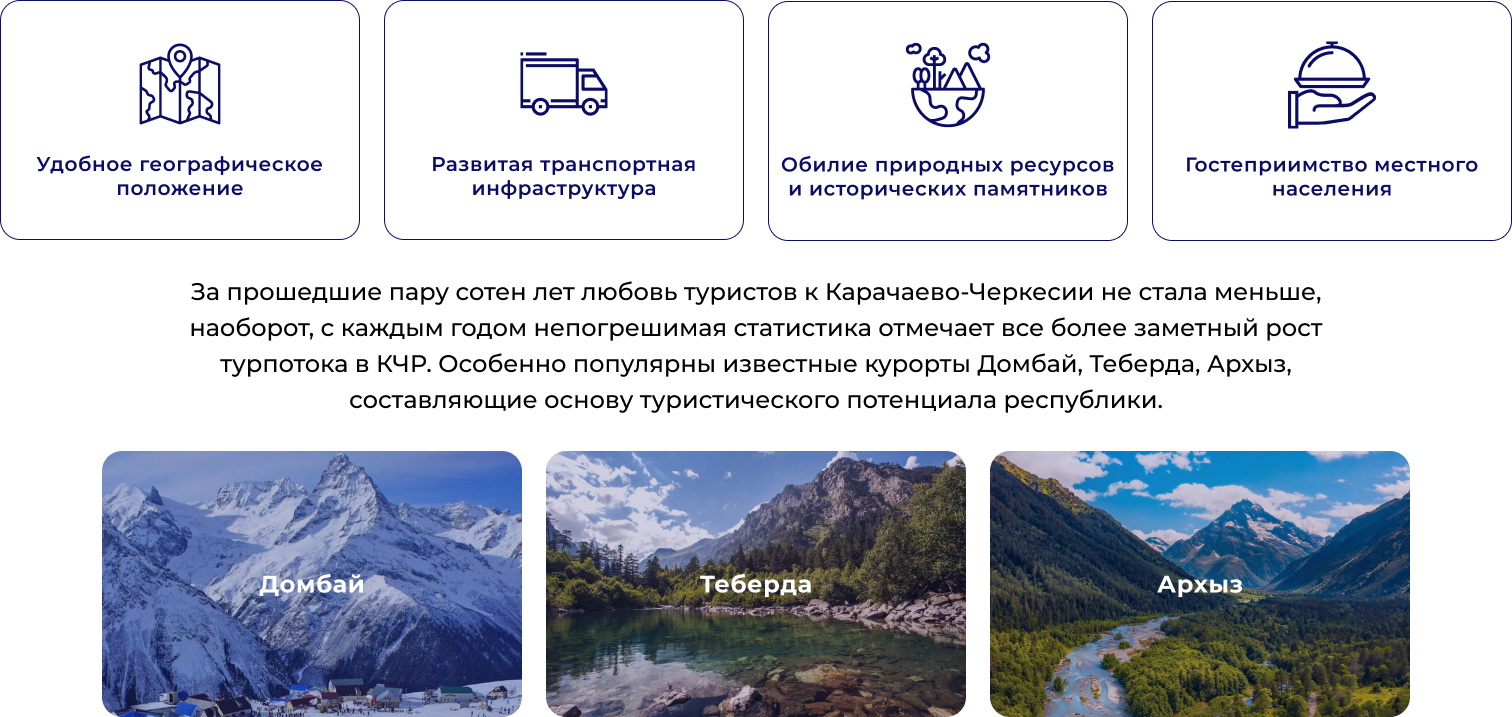 Удобное географическое
положение
Развитая транспортная
инфраструктура
Обилие природных ресурсов
и исторических памятников
Гостеприимство местного
населения
За прошедшие пару сотен лет любовь туристов к Карачаево-Черкесии не стала меньше,
наоборот, с каждым годом непогрешимая статистика отмечает все более заметный рост
турпотока в КЧР. Особенно популярны известные курорты Домбай, Теберда, Архыз,
составляющие основу туристического потенциала республики.
Домбай
Теберда
Архыз